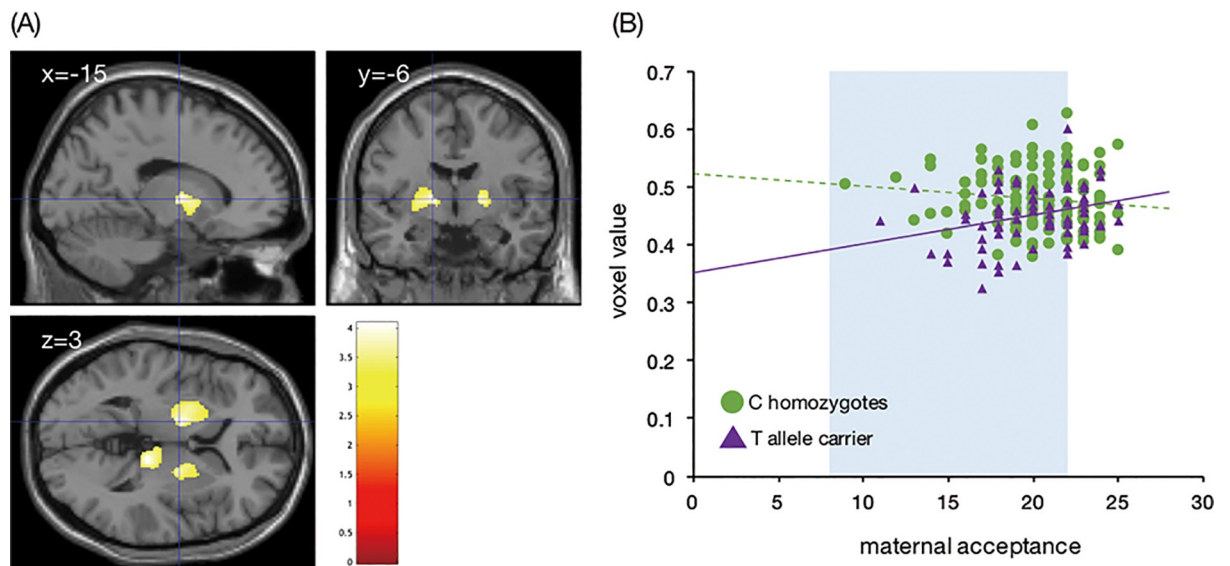 (A)
x=-15
y=-6
z=3
4
3.5
3
2.5
2
1.5
1
0.5
0
(B)
voxel value
0.7
0.6
0.5
0.4
0.3
0.2
0.1
0
C homozygotes
T allele carrier
0 5 10 15 20 25 30
maternal acceptance